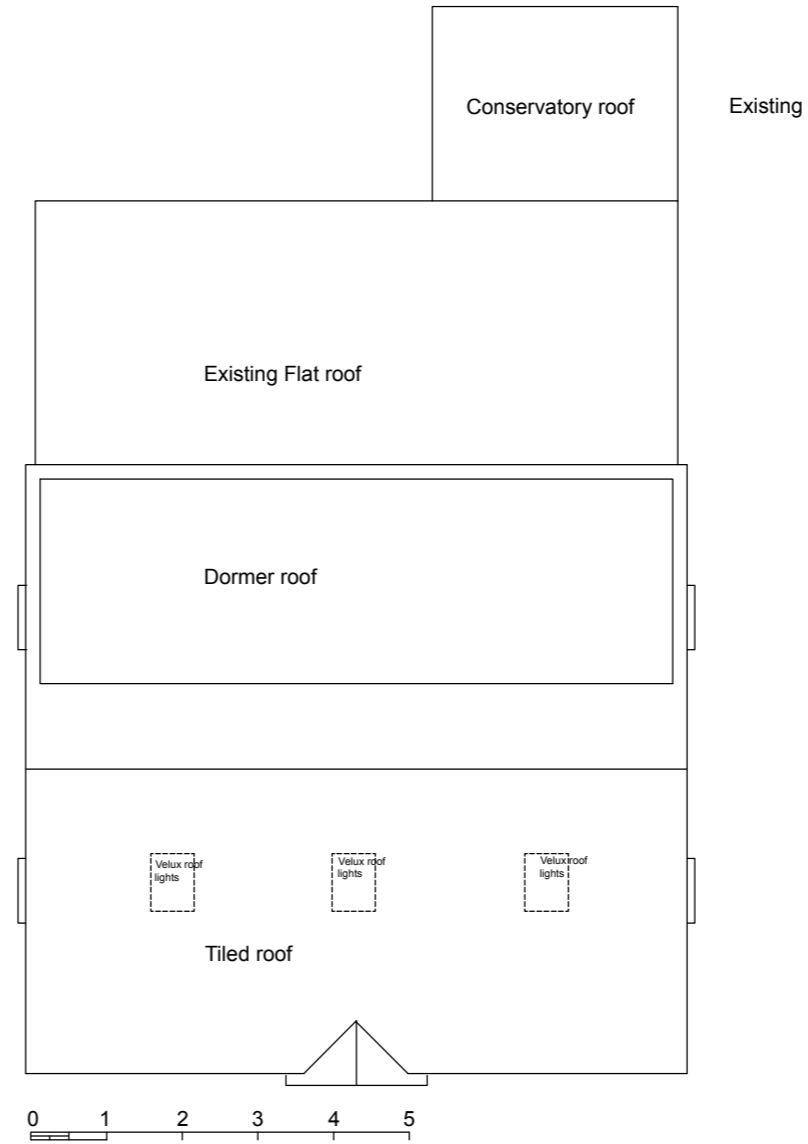 Conservatory roof
Existing
Existing Flat roof
Dormer roof
Velux roof
lights
Velux roof
lights
Velux roof
lights
Tiled roof
0 1 2 3 4 5